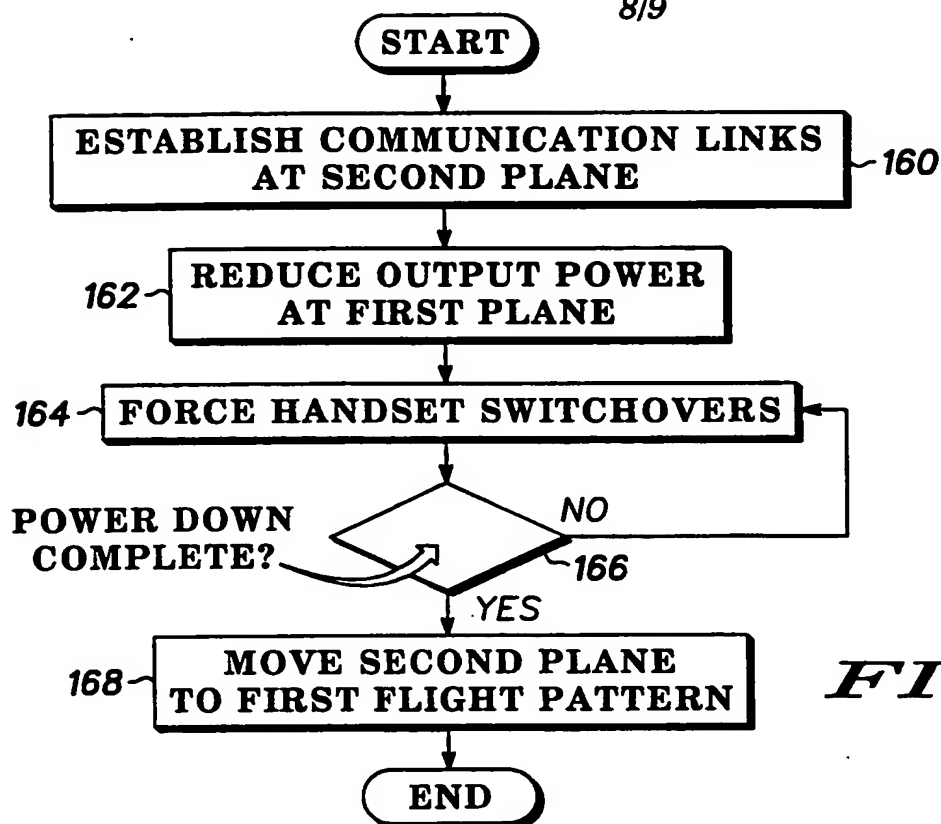 8/9
START
ESTABLISH COMMUNICATION LINKS
AT SECOND PLANE
160
REDUCE OUTPUT POWER
AT FIRST PLANE
162
164
FORCE HANDSET SWITCHOVERS
POWER DOWN
COMPLETE?
NO
166
YES
168
MOVE SECOND PLANE
TO FIRST FLIGHT PATTERN
FI
END